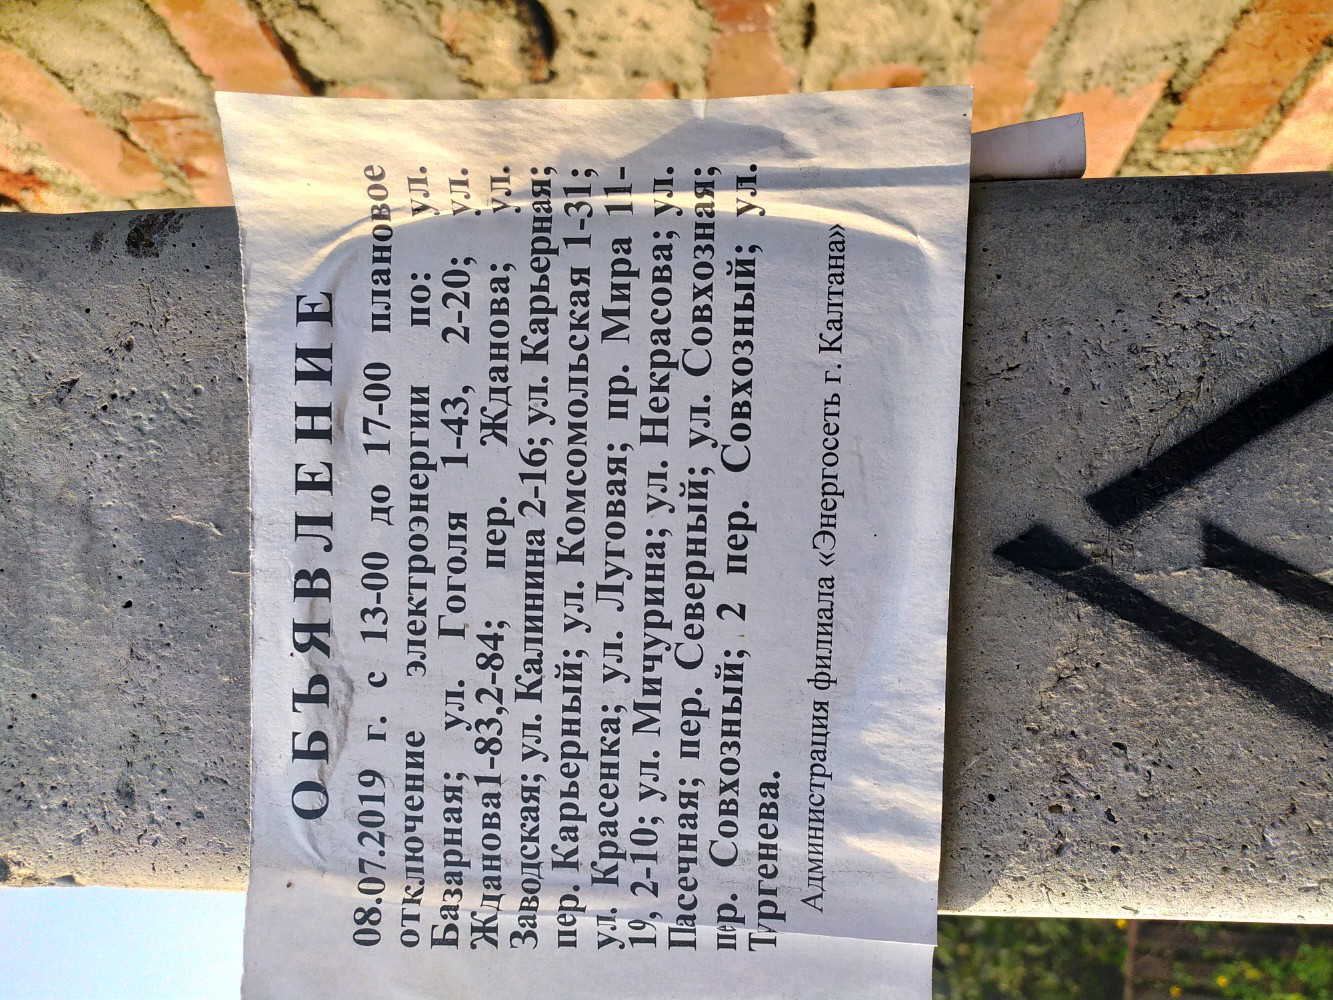 ОБЪЯВЛЕНИЕ
08.07.2019 г. с 13-00 до 17-00 плановое
отключение электроэнергии по: ул.
Базарная; ул. Гоголя 1-43, 2-20; ул.
Жданова1-83,2-84; пер. Жданова; ул.
Заводская; ул. Калинина 2-16; ул. Карьерная;
пер. Карьерный; ул. Комсомольская 1-31;
ул. Красенка; ул. Луговая; пр. Мира 11-
19, 2-10; ул. Мичурина; ул. Некрасова; ул.
Пасечная; пер. Северный; ул. Совхозная;
пер. Совхозный; 2 пер. Совхозный; ул.
Тургенева.
Администрация филиала «Энергосеть г. Калтана»